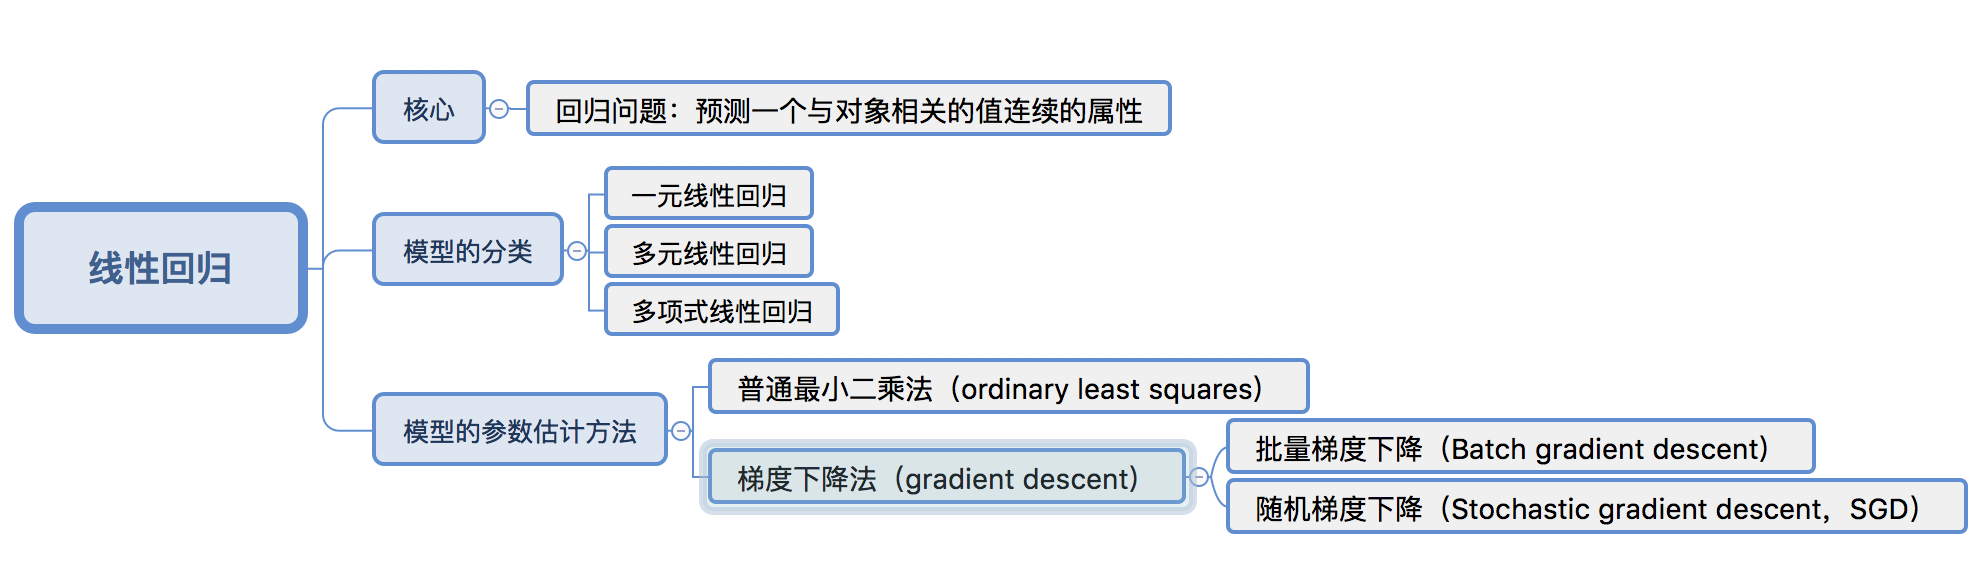 线性回归
核心
回归问题：预测一个与对象相关的值连续的属性
模型的分类
一元线性回归
多元线性回归
多项式线性回归
模型的参数估计方法
普通最小二乘法（ordinary least squares）
梯度下降法（gradient descent）
批量梯度下降（Batch gradient descent）
随机梯度下降（Stochastic gradient descent，SGD）